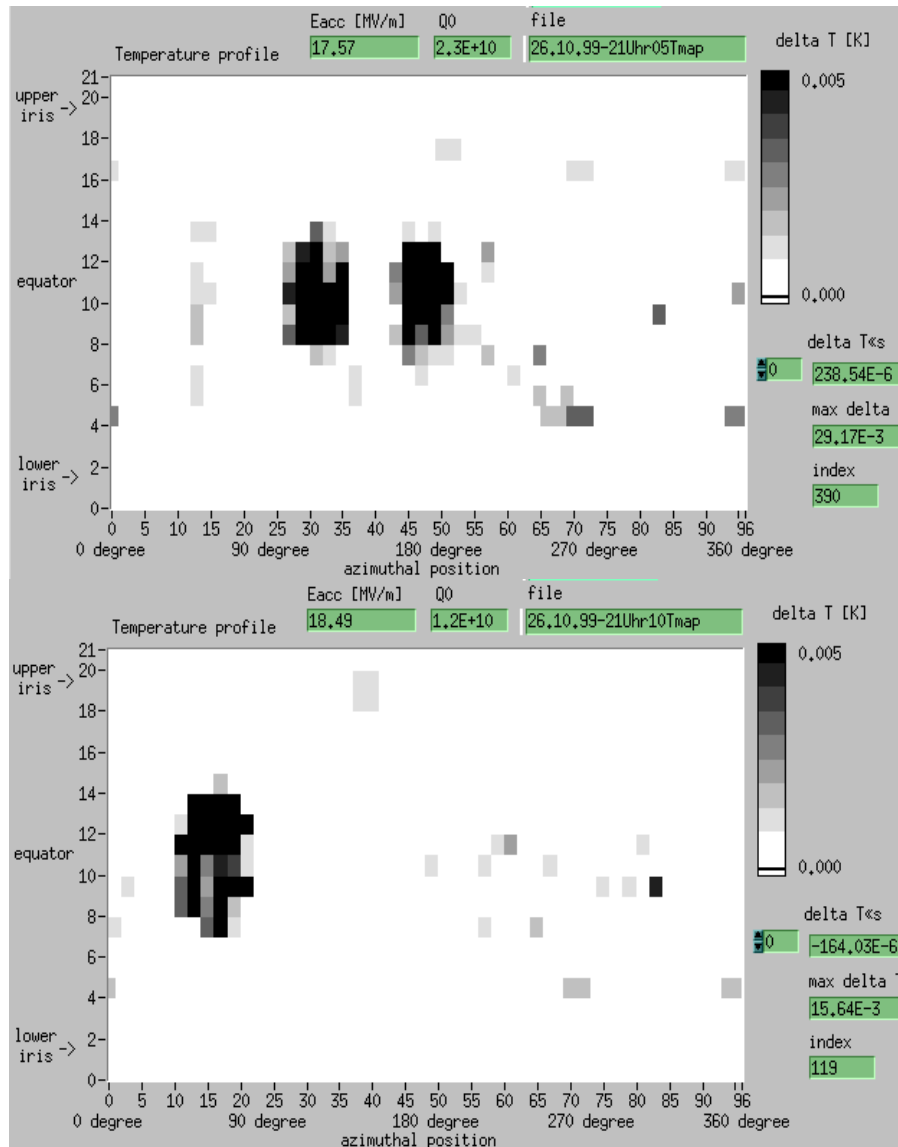 Eacc [MV/m] Q0 file
Temperature profile 17.57 2.3E+10 26.10.99-21Uhr05Tmap delta T [K]
21
upper iris -> 20
18
16
14
12
equator
10
8
6
4
lower iris -> 2
0
0 5 10 15 20 25 30 35 40 45 50 55 60 65 70 75 80 85 90 96
0 degree 90 degree 180 degree 270 degree 360 degree
azimuthal position
0.005
0.000
delta T«s
0 238.54E-6
max delta
29.17E-3
index
390
Eacc [MV/m] Q0 file
Temperature profile 18.49 1.2E+10 26.10.99-21Uhr10Tmap delta T [K]
21
upper iris -> 20
18
16
14
12
equator
10
8
6
4
lower iris -> 2
0
0 5 10 15 20 25 30 35 40 45 50 55 60 65 70 75 80 85 90 96
0 degree 90 degree 180 degree 270 degree 360 degree
azimuthal position
0.005
0.000
delta T«s
0 -164.03E-6
max delta T
15.64E-3
index
119